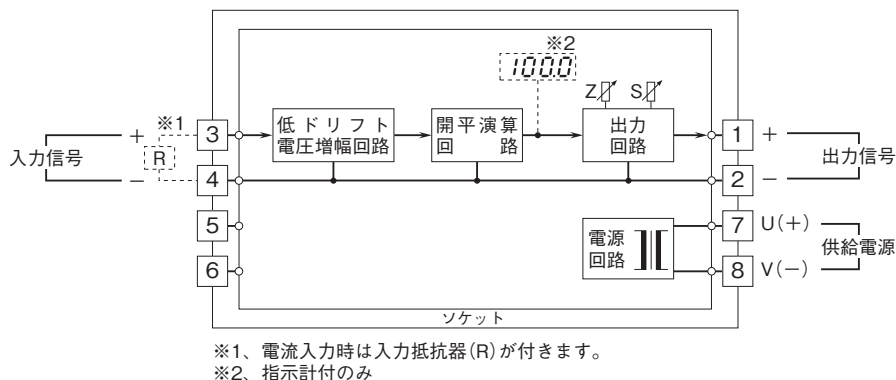 ※2
100.0
Z S
※1
入力信号
+
R
−
3
4
5
6
低ドリフト
電圧増幅回路
開平演算
回路
出力
回路
電源
回路
1 +
2 −
出力信号
7 U(+)
8 V(−)
供給電源
ソケット
※1、電流入力時は入力抵抗器(R)が付きます。
※2、指示計付のみ